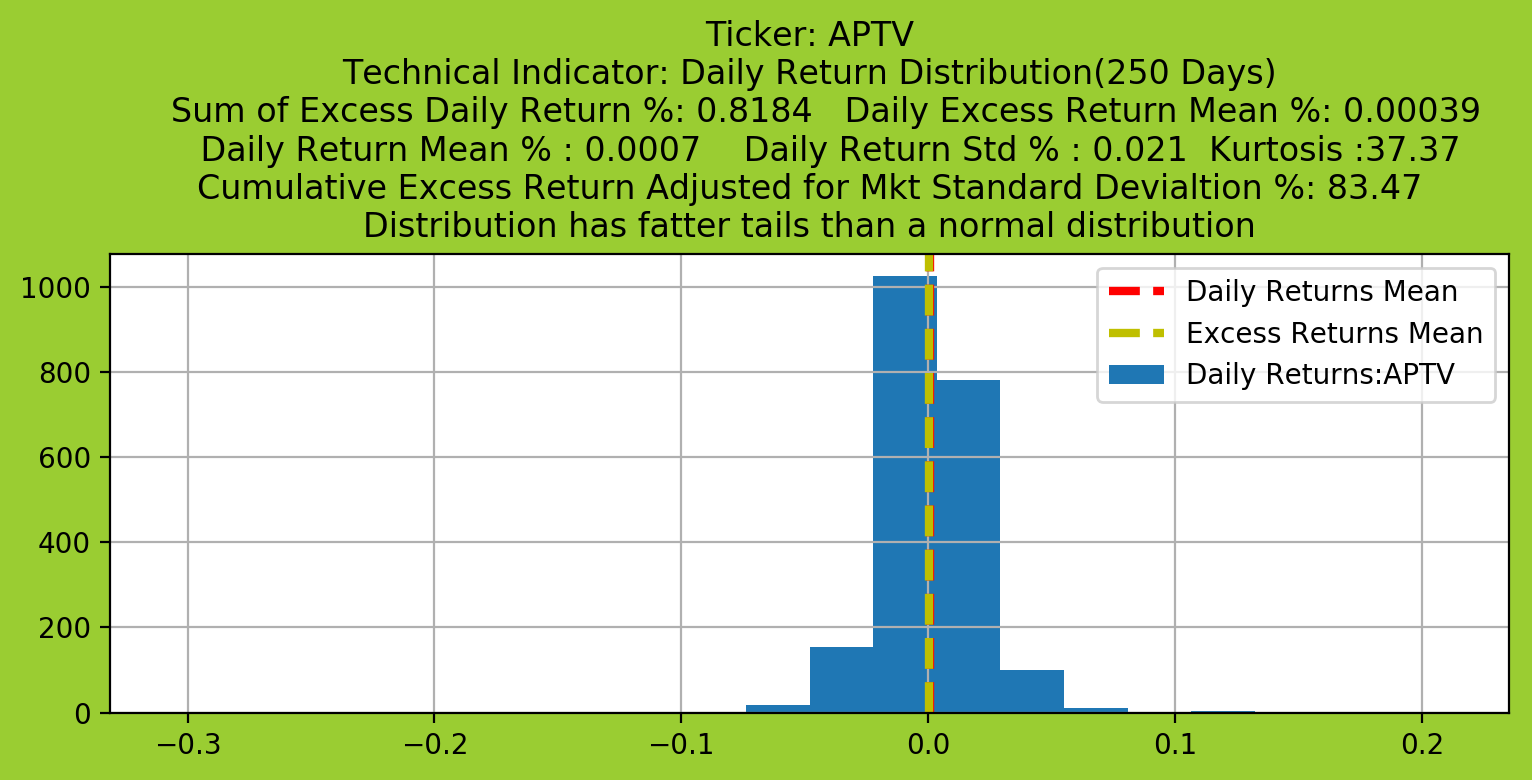 Ticker: APTV
Technical Indicator: Daily Return Distribution(250 Days)
Sum of Excess Daily Return %: 0.8184   Daily Excess Return Mean %: 0.00039
Daily Return Mean % : 0.0007    Daily Return Std % : 0.021  Kurtosis :37.37
Cumulative Excess Return Adjusted for Mkt Standard Devialtion %: 83.47
Distribution has fatter tails than a normal distribution
1000
800
600
400
200
0
Daily Returns Mean
Excess Returns Mean
Daily Returns:APTV
−0.3 −0.2 −0.1 0.0 0.1 0.2